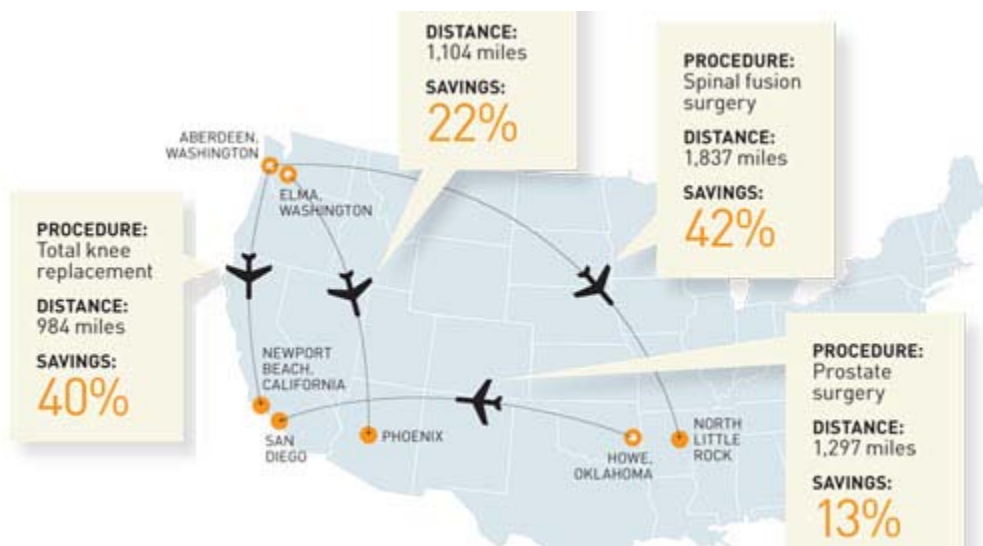 DISTANCE:
1,104 miles
SAVINGS:
22%
PROCEDURE:
Spinal fusion
surgery
DISTANCE:
1,837 miles
SAVINGS:
42%
ABERDEEN,
WASHINGTON
ELMA,
WASHINGTON
PROCEDURE:
Total knee
replacement
DISTANCE:
984 miles
SAVINGS:
40%
NEWPORT
BEACH,
CALIFORNIA
SAN
DIEGO
PHOENIX
HOWE,
OKLAHOMA
NORTH
LITTLE
ROCK
PROCEDURE:
Prostate
surgery
DISTANCE:
1,297 miles
SAVINGS:
13%